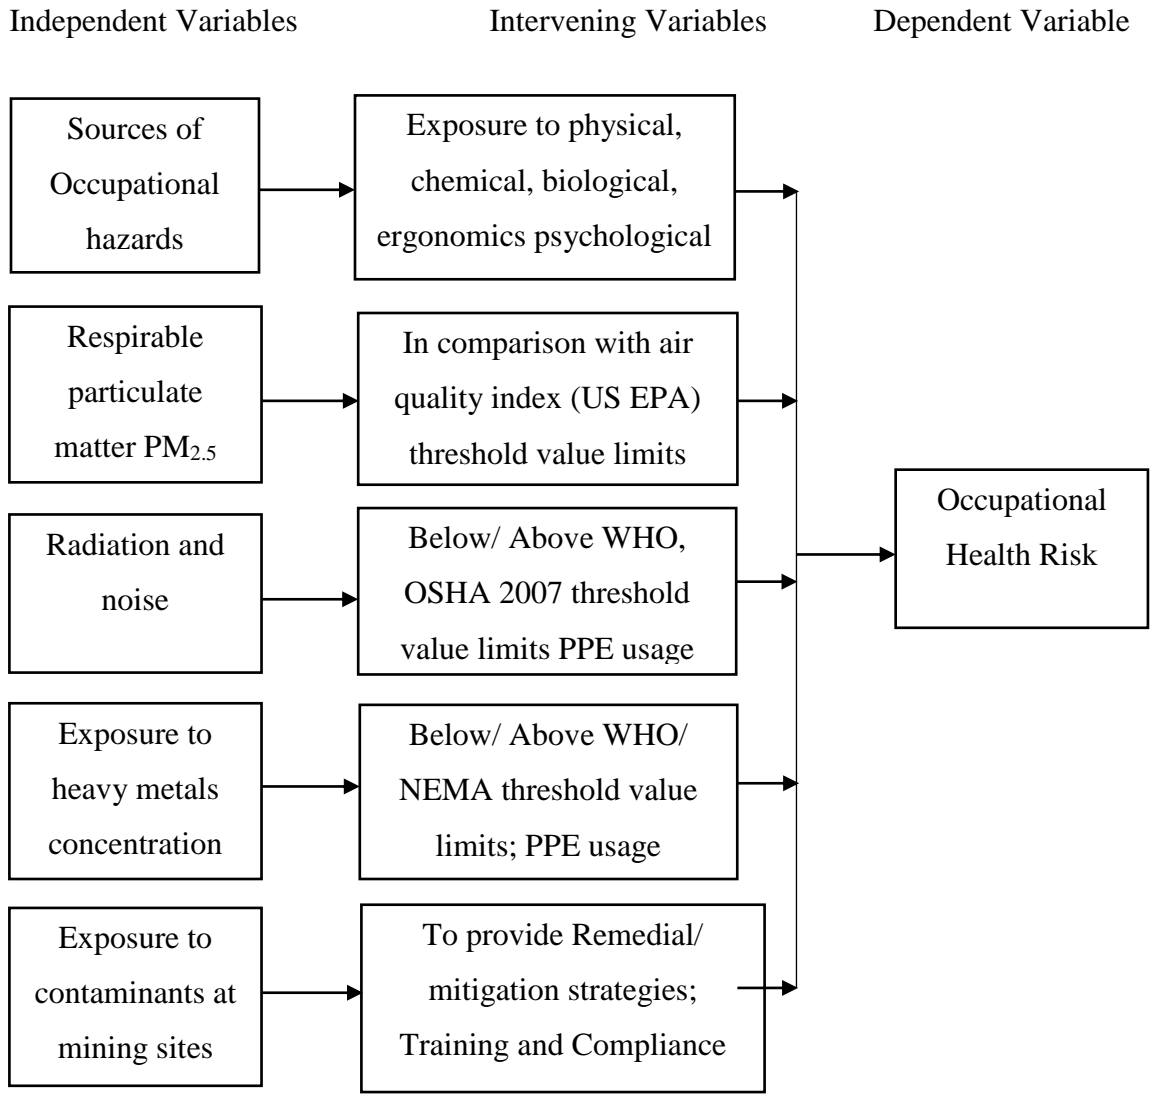 Independent Variables
Intervening Variables
Dependent Variable
Sources of
Occupational
hazards
Exposure to physical,
chemical, biological,
ergonomics psychological
Respirable
particulate
matter PM2.5
In comparison with air
quality index (US EPA)
threshold value limits
Radiation and
noise
Below/ Above WHO,
OSHA 2007 threshold
value limits PPE usage
Exposure to
heavy metals
concentration
Below/ Above WHO/
NEMA threshold value
limits; PPE usage
Exposure to
contaminants at
mining sites
To provide Remedial/
mitigation strategies;
Training and Compliance
Occupational
Health Risk